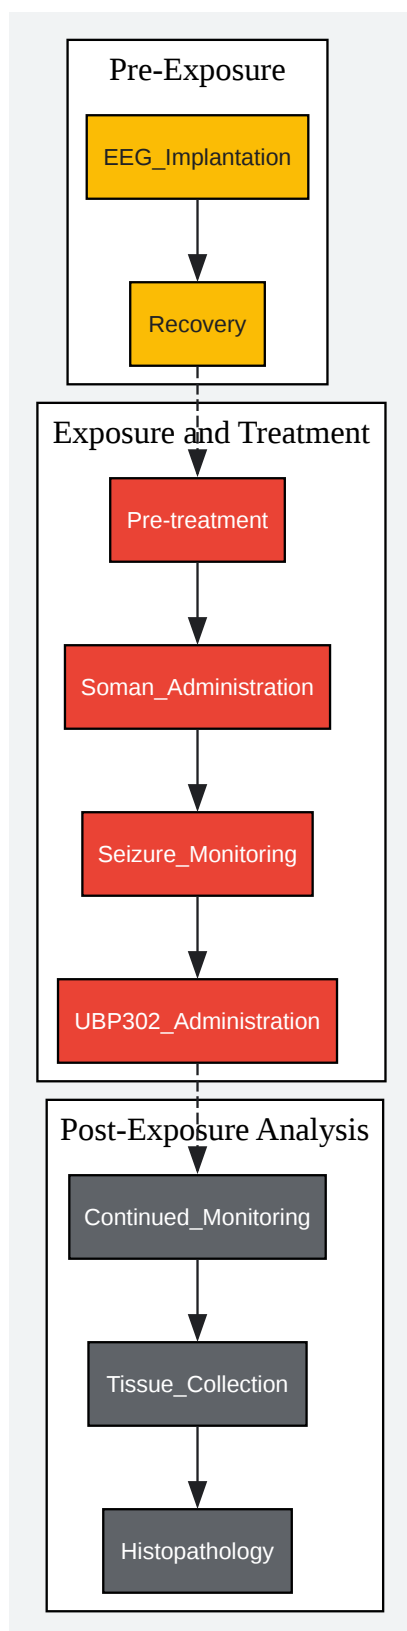 Pre-Exposure
EEG_Implantation
Recovery
Exposure and Treatment
Pre-treatment
Soman_Administration
Seizure_Monitoring
UBP302_Administration
Post-Exposure Analysis
Continued_Monitoring
Tissue_Collection
Histopathology